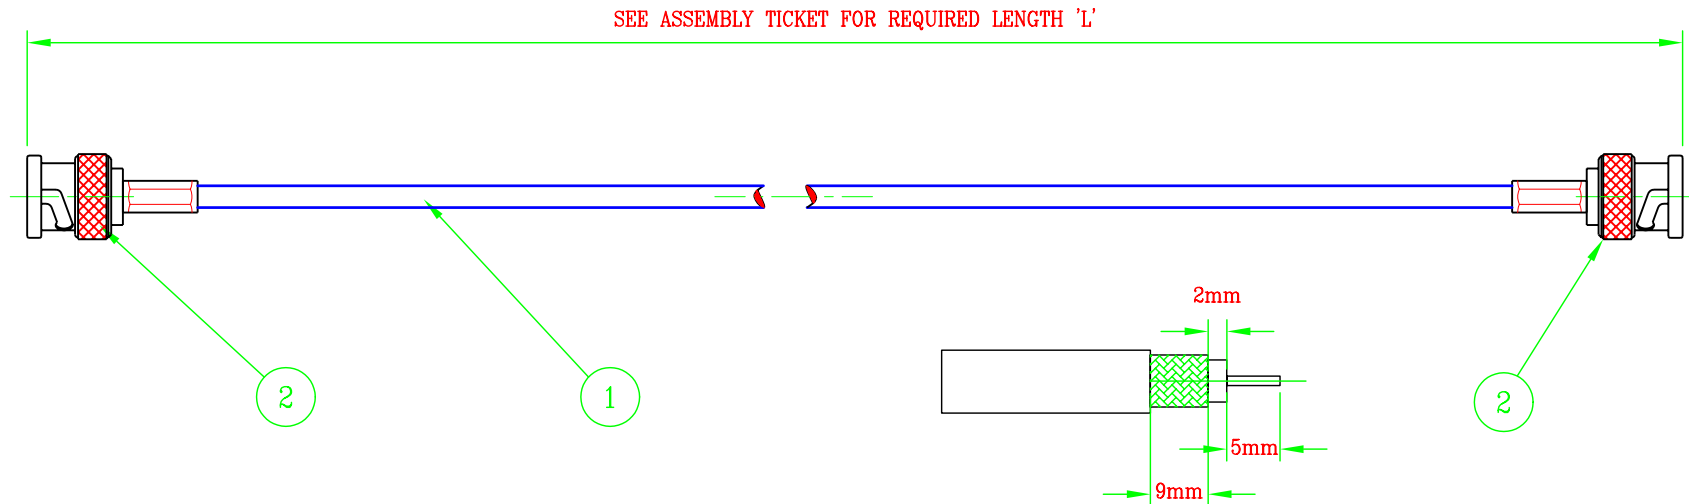 SEE ASSEMBLY TICKET FOR REQUIRED LENGTH 'L'
2mm
2
1
2
5mm
9mm